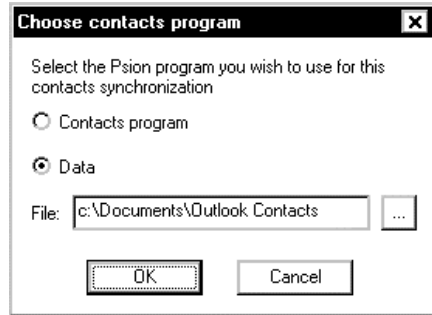 Choose contacts program
Select the Psion program you wish to use for this
contacts synchronization
Contacts program
Data
File: c:\Documents\Outlook Contacts ...
OK Cancel